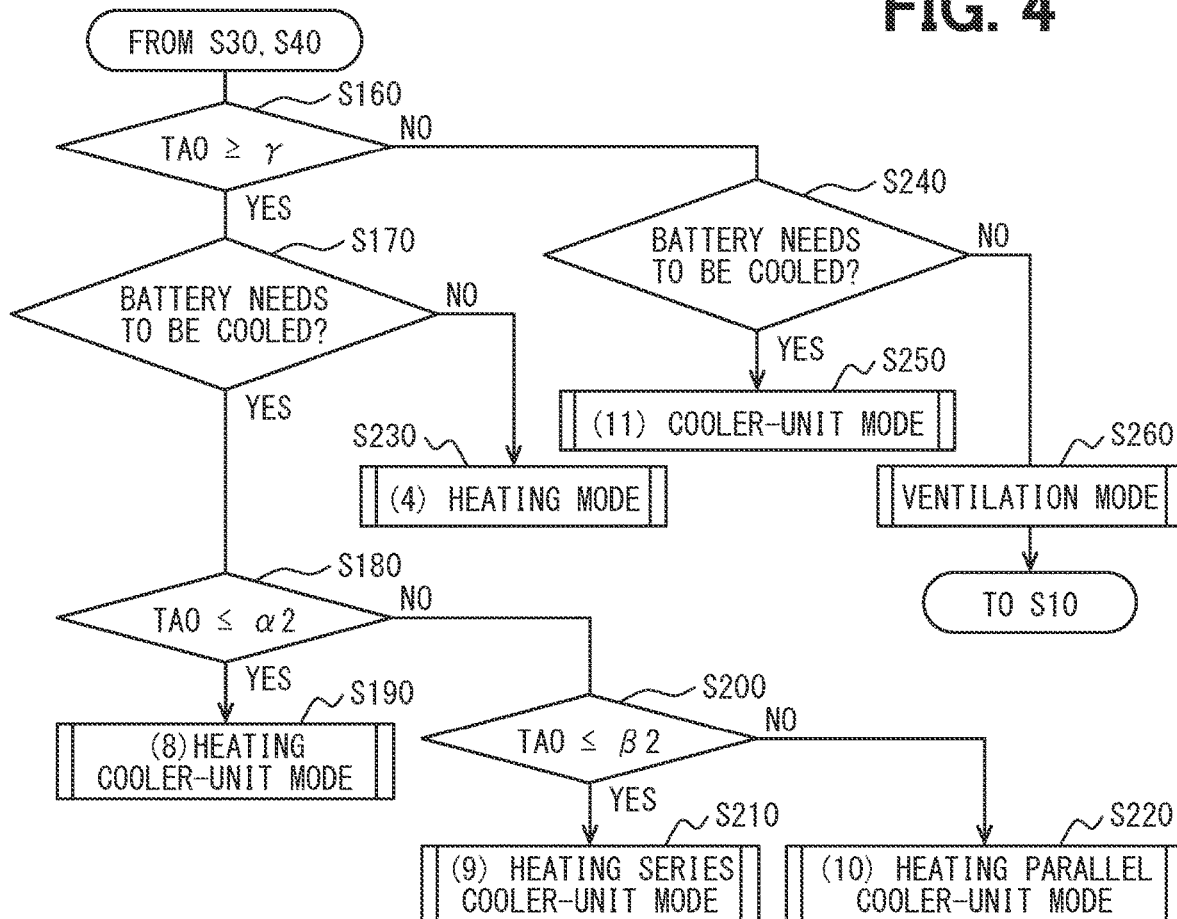 FIG. 4
FROM S30, S40
S160
TAO ≥ γ
NO
YES
S240
BATTERY NEEDS
TO BE COOLED?
NO
YES
S170
BATTERY NEEDS
TO BE COOLED?
NO
YES
S250
(11) COOLER-UNIT MODE
S230
(4) HEATING MODE
S260
VENTILATION MODE
TO S10
S180
TAO ≤ α2
NO
YES
S190
(8)HEATING
COOLER-UNIT MODE
S200
TAO ≤ β2
NO
YES
S210
(9) HEATING SERIES
COOLER-UNIT MODE
S220
(10) HEATING PARALLEL
COOLER-UNIT MODE